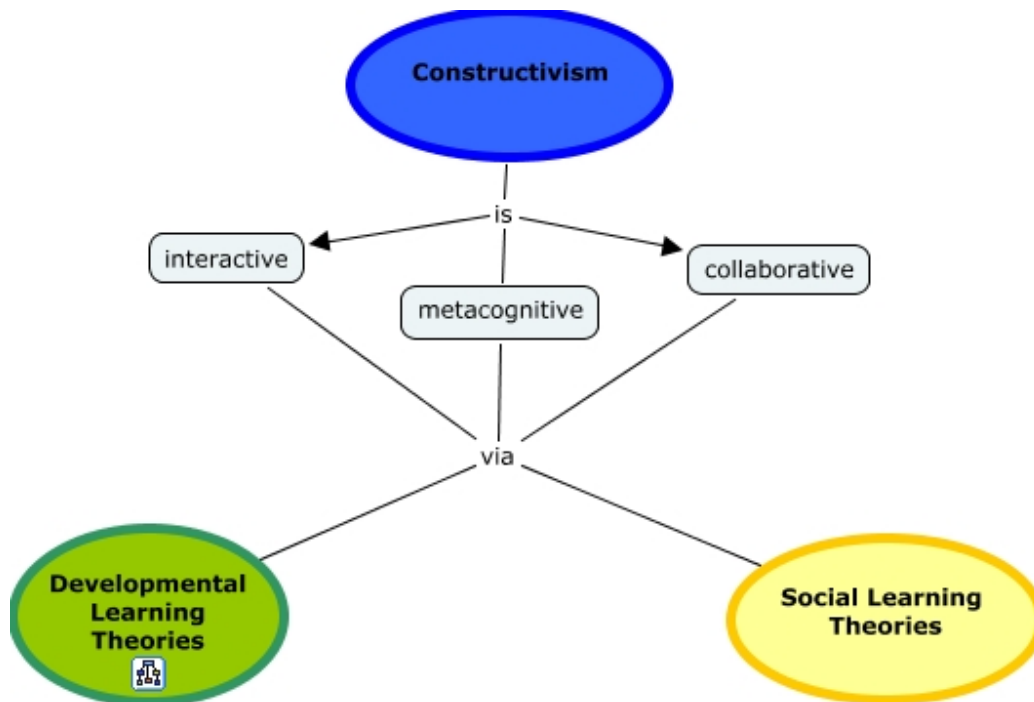 Constructivism
is
interactive
collaborative
metacognitive
via
Developmental
Learning
Theories
Social Learning
Theories